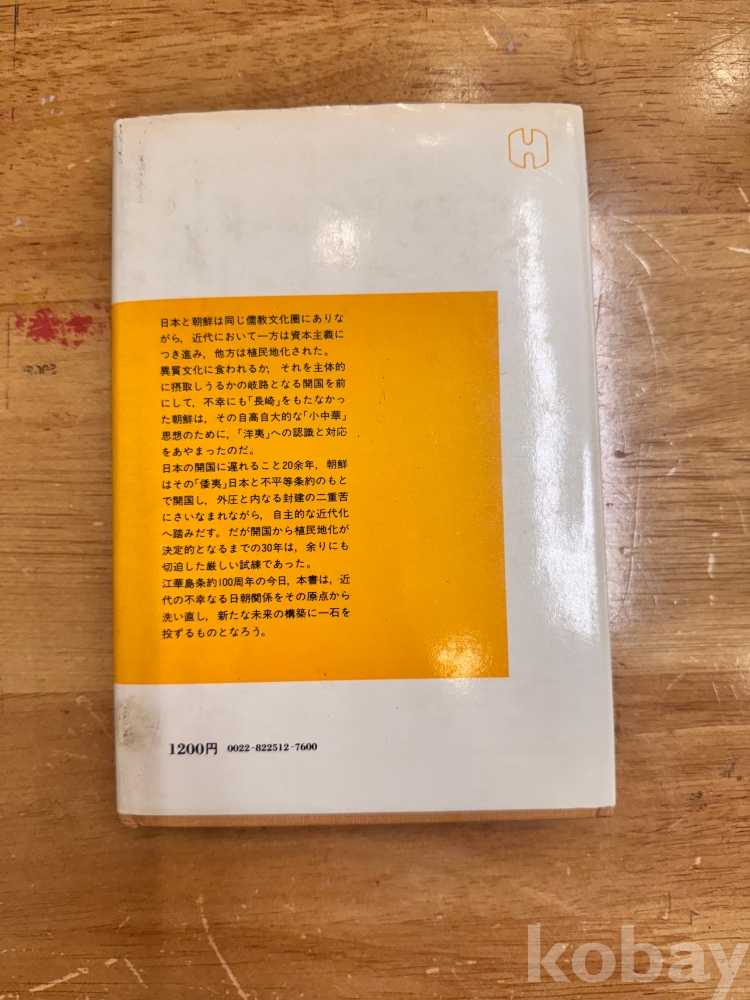 日本と朝鮮は同じ儒教文化圏にありな
がら，近代において一方は資本主義に
つき進み，他方は植民地化された。
異質文化に食われるか，それを主体的
に摂取しうるかの岐路となる開国を前
にして，不幸にも「長崎」をもたなかっ
た朝鮮は，その自高自大的な「小中華」
思想のために，「洋夷」への認識と対応
をあやまったのだ。
日本の開国に遅れること20余年，朝鮮
はその「倭夷」日本と不平等条約のもと
で開国し，外圧と内なる封建の二重苦
にさいなまれながら，自主的な近代化
へ踏みだす。だが開国から植民地化が
決定的となるまでの30年は，余りにも
切迫した厳しい試練であった。
江華島条約100周年の今日，本書は，近
代の不幸なる日朝関係をその原点から
洗い直し，新たな未来の構築に一石を
投ずるものとなろう。
1200円 0022-822512-7600
kobay